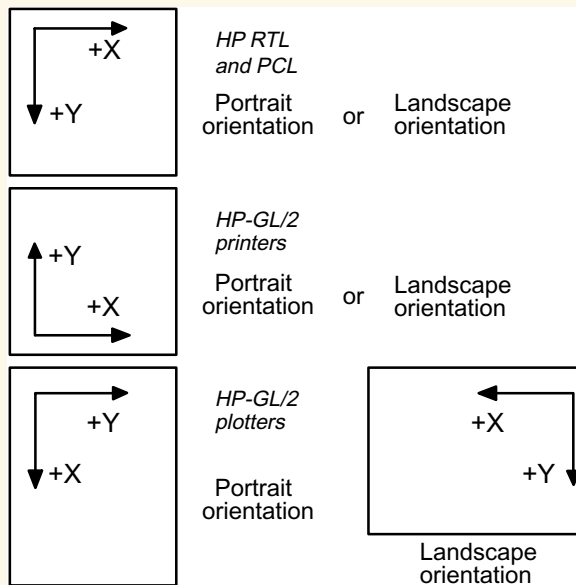 +X
+Y
HP RTL
and PCL
Portrait
orientation
or
Landscape
orientation
+Y
+X
HP-GL/2
printers
Portrait
orientation
or
Landscape
orientation
+Y
+X
HP-GL/2
plotters
Portrait
orientation
+X
+Y
Landscape
orientation